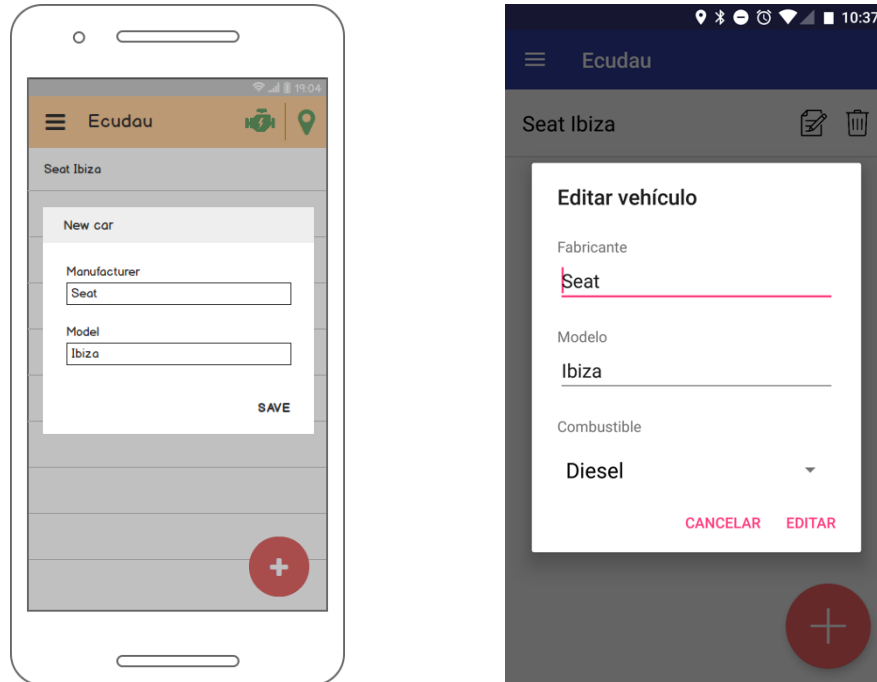 19:04
Ecudau
Seat Ibiza
New car
Manufacturer
Seat
Model
Ibiza
SAVE
10:37
Ecudau
Seat Ibiza
Editar vehículo
Fabricante
Seat
Modelo
Ibiza
Combustible
Diesel
CANCELAR EDITAR